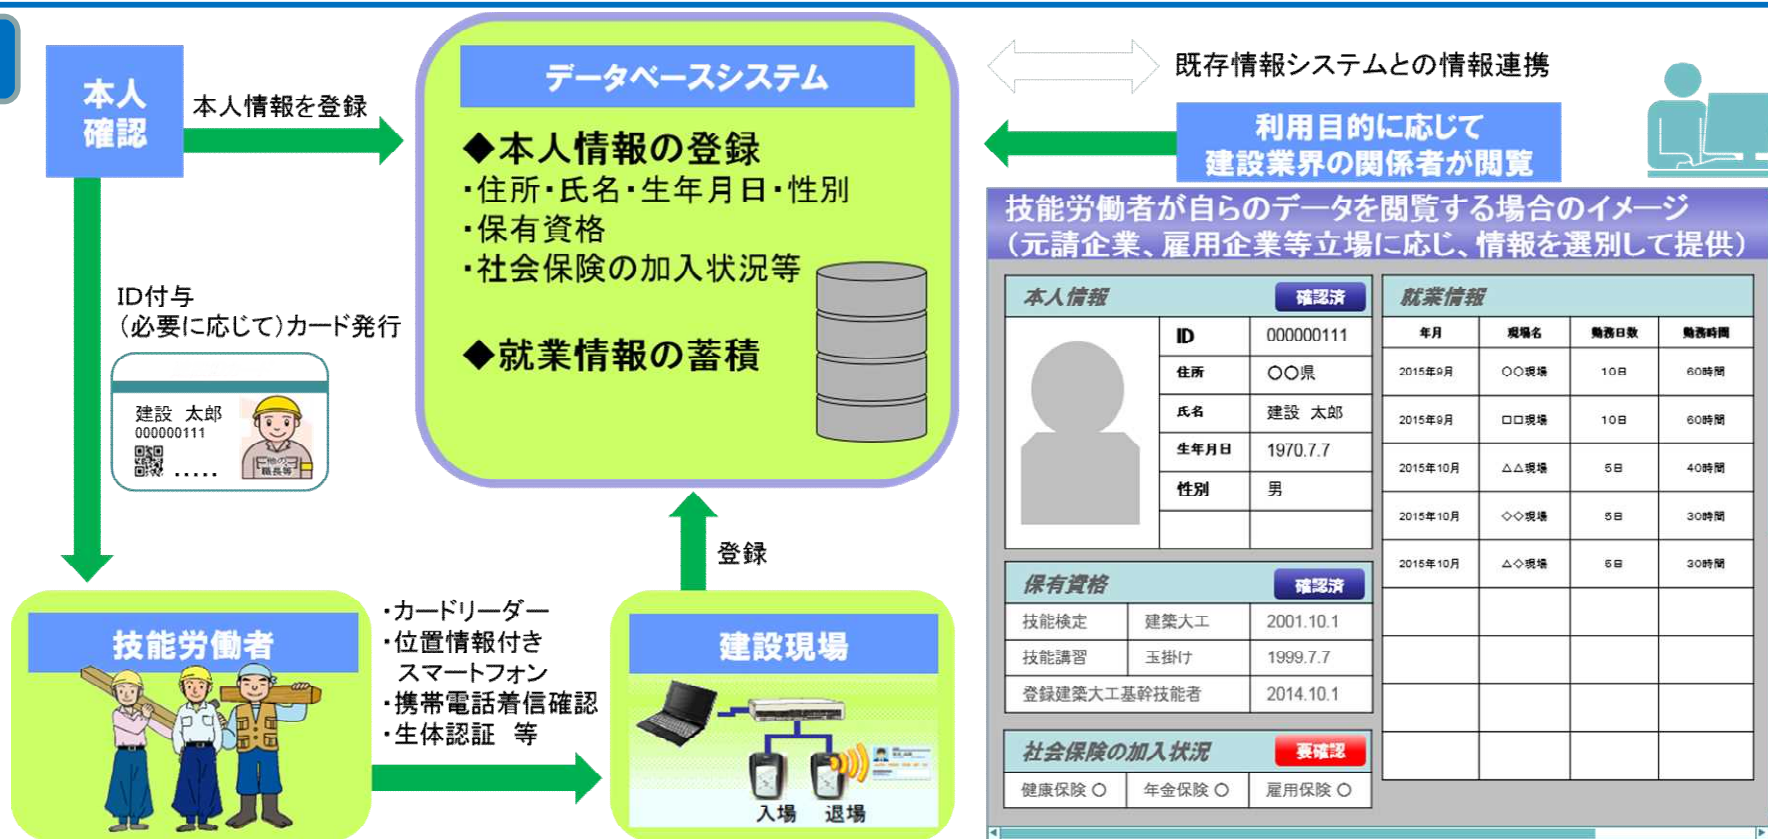 本人
確認
本人情報を登録
データベースシステム
◆本人情報の登録
・住所・氏名・生年月日・性別
・保有資格
・社会保険の加入状況等
◆就業情報の蓄積
既存情報システムとの情報連携
利用目的に応じて
建設業界の関係者が閲覧
ID付与
(必要に応じて)カード発行
建設 太郎
000000111
.....
他の
職長等
技能労働者
・カードリーダー
・位置情報付き
スマートフォン
・携帯電話着信確認
・生体認証 等
登録
建設現場
入場 退場
技能労働者が自らのデータを閲覧する場合のイメージ
(元請企業、雇用企業等立場に応じ、情報を選別して提供)
本人情報 確認済
ID 000000111
住所 〇〇県
氏名 建設 太郎
生年月日 1970.7.7
性別 男
保有資格 確認済
技能検定 建築大工 2001.10.1
技能講習 玉掛け 1999.7.7
登録建築大工基幹技能者 2014.10.1
社会保険の加入状況 要確認
健康保険〇 年金保険〇 雇用保険〇
就業情報
年月 現場名 勤務日数 勤務時間
2015年9月 〇〇現場 10日 60時間
2015年9月 □□現場 10日 60時間
2015年10月 △△現場 5日 40時間
2015年10月 ◇◇現場 5日 30時間
2015年10月 △◇現場 5日 30時間